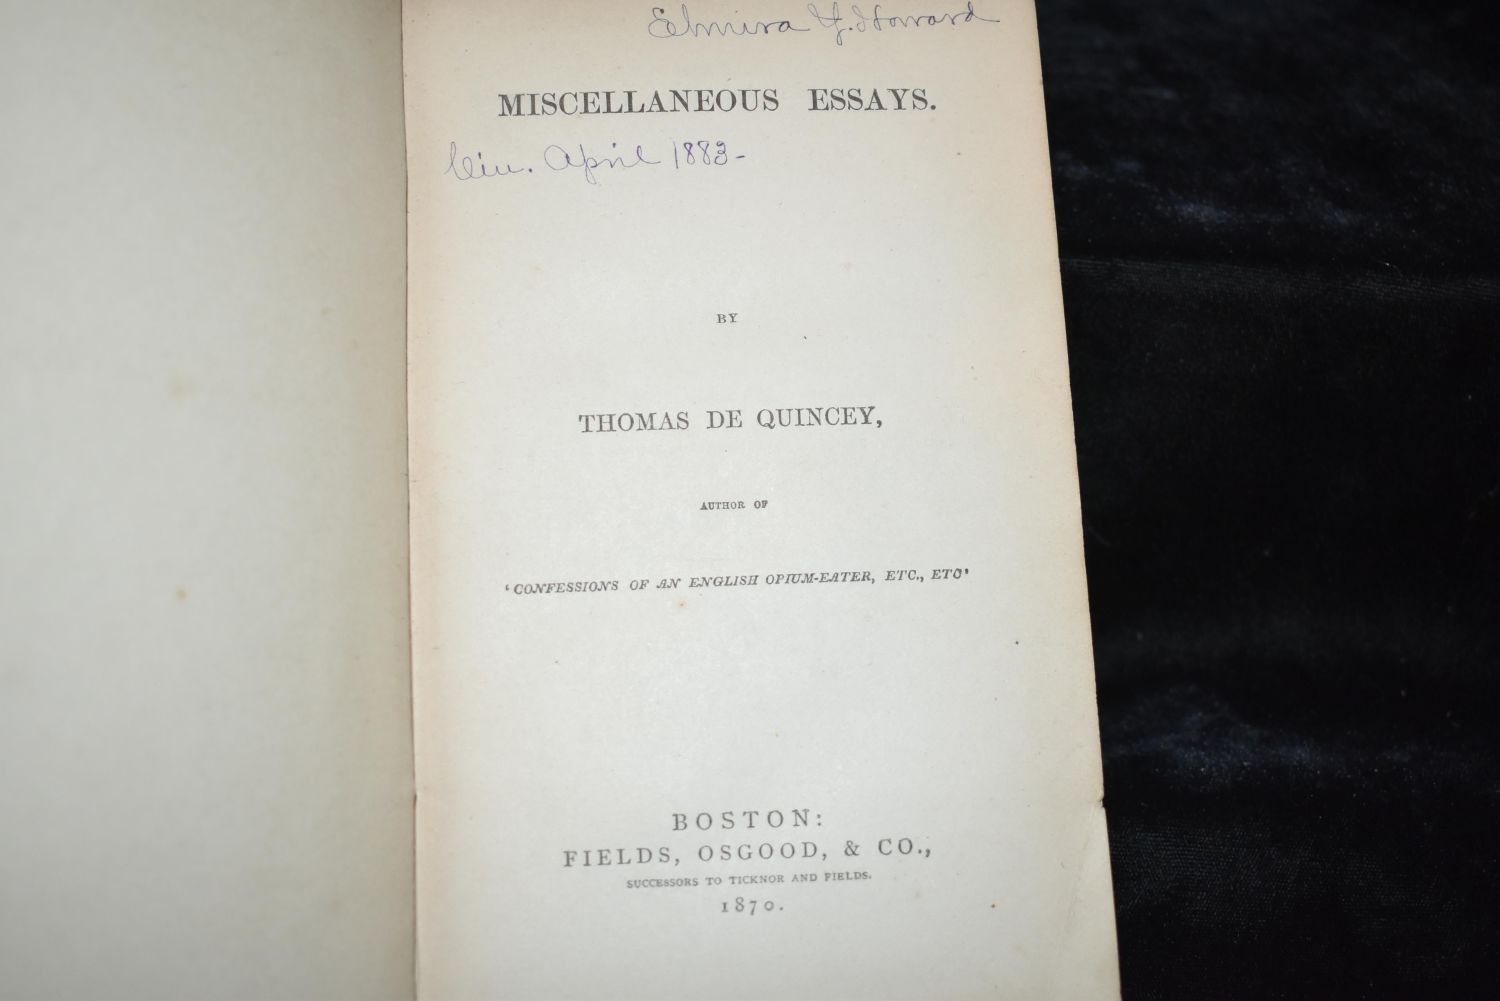 Elmira Y. Howard
MISCELLANEOUS ESSAYS.
Cin. April 1883-
BY
THOMAS DE QUINCEY,
AUTHOR OF
'CONFESSIONS OF AN ENGLISH OPIUM-EATER, ETC., ETC'
BOSTON:
FIELDS, OSGOOD, & CO.,
SUCCESSORS TO TICKNOR AND FIELDS.
1870.